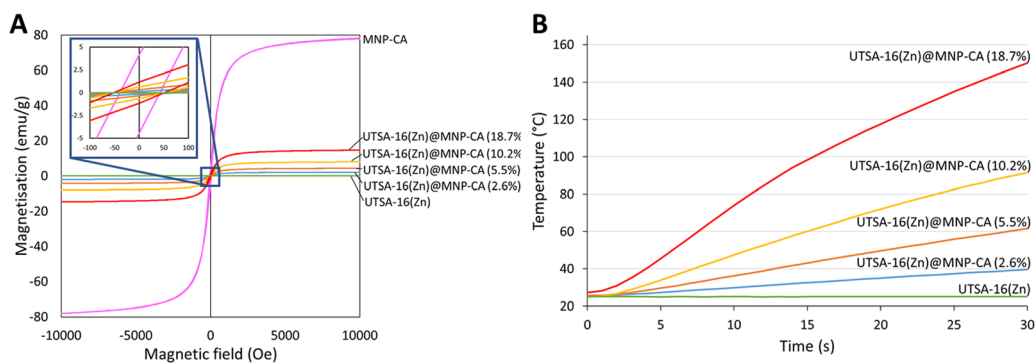 A
80
60
40
20
0
-20
-40
-60
-80
Magnetisation (emu/g)
-10000
-5000
0
5000
10000
Magnetic field (Oe)
5
2.5
0
-2.5
-5
-100
-50
0
50
100
MNP-CA
UTSA-16(Zn)@MNP-CA (18.7%
UTSA-16(Zn)@MNP-CA (10.2%
UTSA-16(Zn)@MNP-CA (5.5%)
UTSA-16(Zn)@MNP-CA (2.6%)
UTSA-16(Zn)
B
160
140
120
100
80
60
40
20
Temperature (°C)
0
5
10
15
20
25
30
Time (s)
UTSA-16(Zn)@MNP-CA (18.7%)
UTSA-16(Zn)@MNP-CA (10.2%)
UTSA-16(Zn)@MNP-CA (5.5%)
UTSA-16(Zn)@MNP-CA (2.6%)
UTSA-16(Zn)